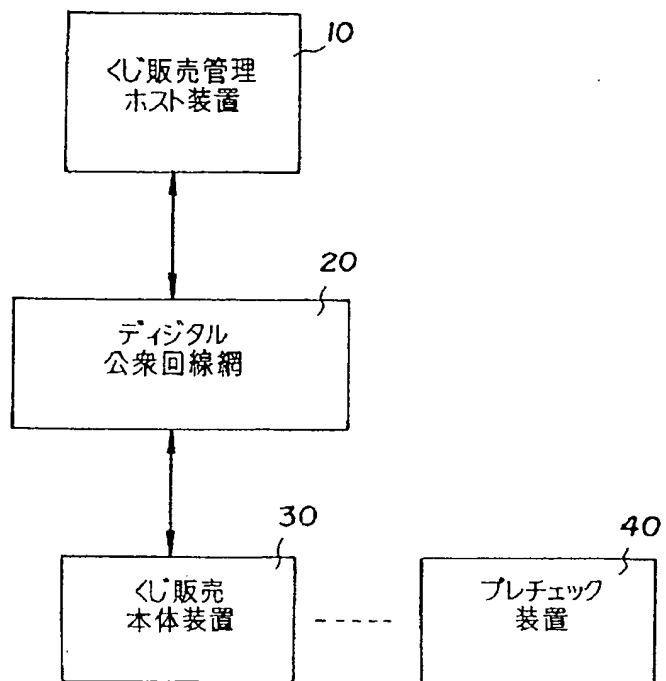 10
くじ販売管理
ホスト装置
20
ディジタル
公衆回線網
30
くじ販売
本体装置
40
プレチェック
装置